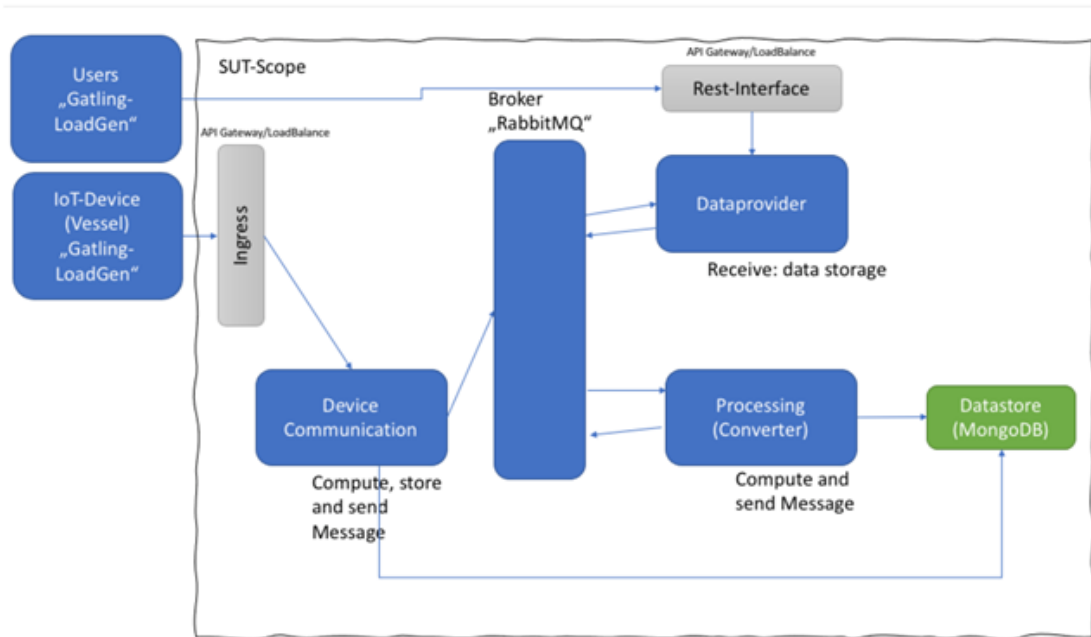 Users
„Gatling-
LoadGen“
IoT-Device
(Vessel)
„Gatling-
LoadGen“
SUT-Scope
API Gateway/LoadBalance
Ingress
API Gateway/LoadBalance
Rest-Interface
Broker
„RabbitMQ“
Dataprovider
Receive: data storage
Device
Communication
Compute, store
and send
Message
Processing
(Converter)
Compute and
send Message
Datastore
(MongoDB)